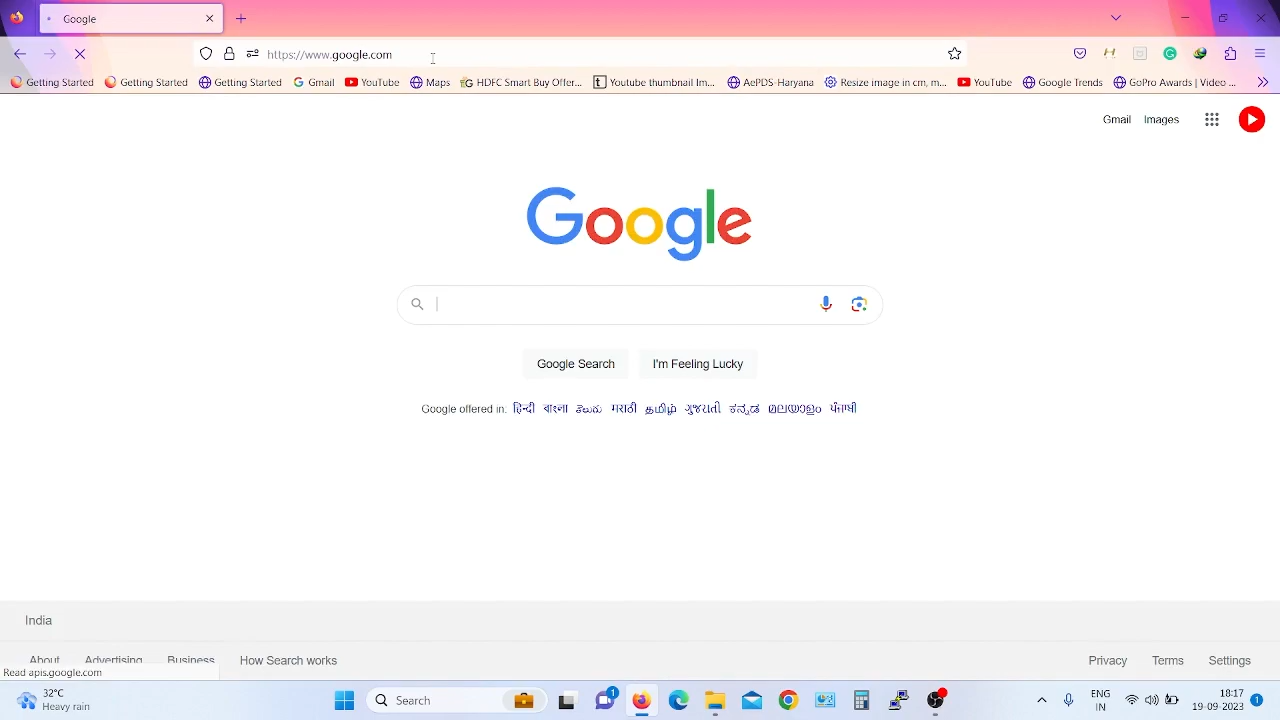 Google
https://www.google.com
Getting Started Getting Started Getting Started Gmail YouTube Maps HDFC Smart Buy Offer... Youtube thumbnail Im... AePDS-Haryana Resize image in cm, m... YouTube Google Trends GoPro Awards | Video ...
Gmail Images
Google
Google Search I'm Feeling Lucky
Google offered in: हिन्दी বাংলা తెలుగు मराठी தமிழ் ગુજરાતી ಕನ್ನಡ മലയാളം ਪੰਜਾਬੀ
India
About Advertising Business How Search works Privacy Terms Settings
Read apis.google.com
32°C
Heavy rain
Search
1
ENG
IN
18:17
19-09-2023
1